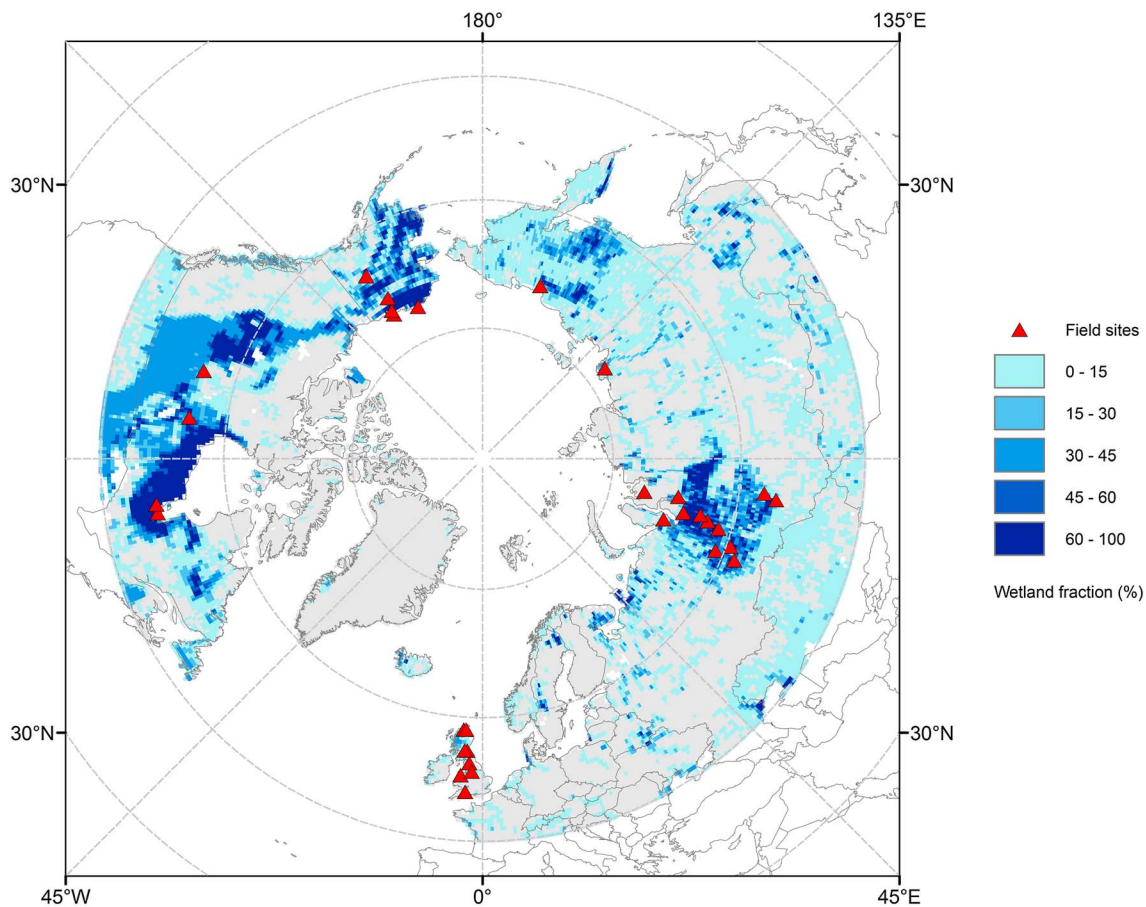 180°
135°E
30°N
30°N
Field sites
0 - 15
15 - 30
30 - 45
45 - 60
60 - 100
Wetland fraction (%)
30°N
30°N
45°W
0°
45°E